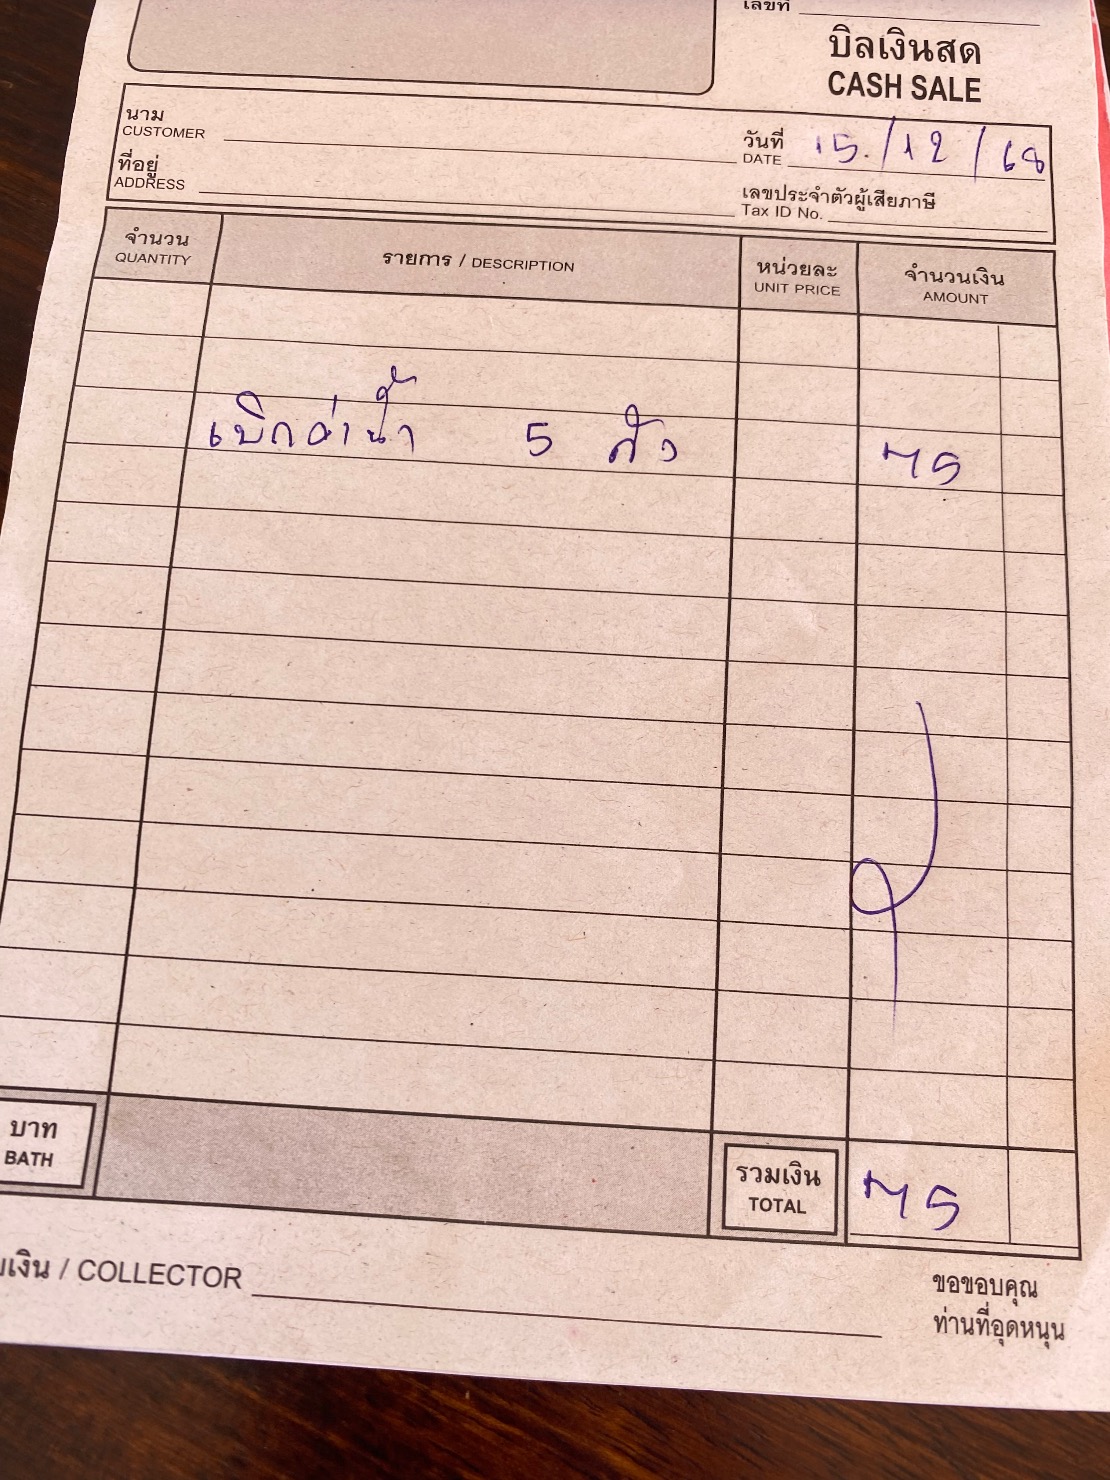 เลขที่
บิลเงินสด
CASH SALE
นาม
CUSTOMER
วันที่ 15/12/68
DATE
ที่อยู่
ADDRESS
เลขประจำตัวผู้เสียภาษี
Tax ID No.
จำนวน รายการ / DESCRIPTION หน่วยละ จำนวนเงิน
QUANTITY UNIT PRICE AMOUNT
เบิกค่าน้ำ 5 ถัง 75
บาท
BATH
รวมเงิน 75
TOTAL
เงิน / COLLECTOR
ขอขอบคุณ
ท่านที่อุดหนุน